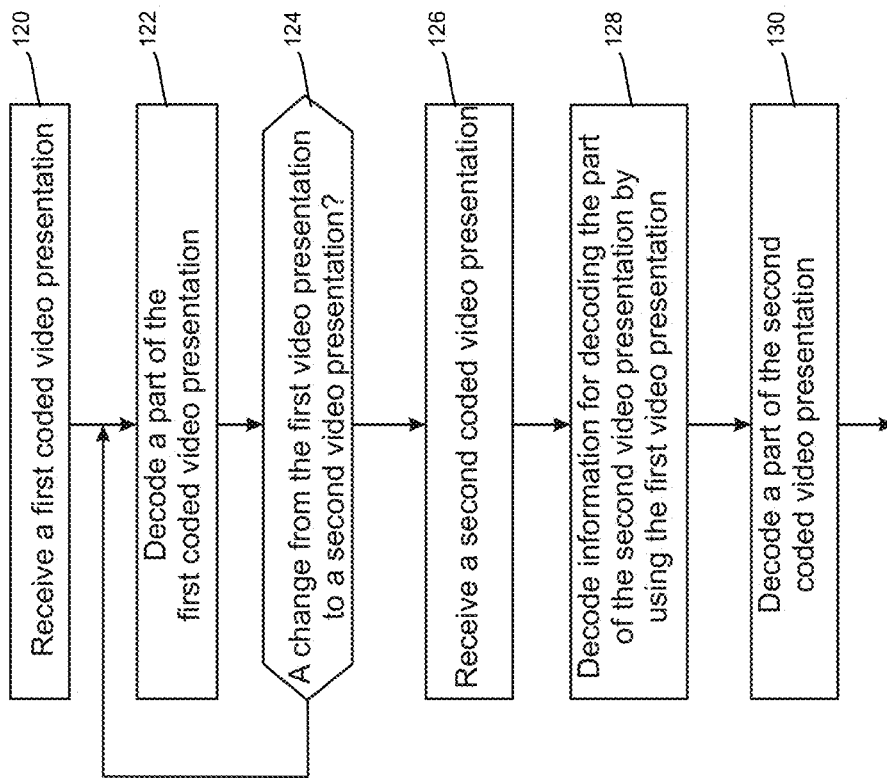 Receive a first coded video presentation
120
Decode a part of the
first coded video presentation
122
A change from the first video presentation
to a second video presentation?
124
Receive a second coded video presentation
126
Decode information for decoding the part
of the second video presentation by
using the first video presentation
128
Decode a part of the second
coded video presentation
130